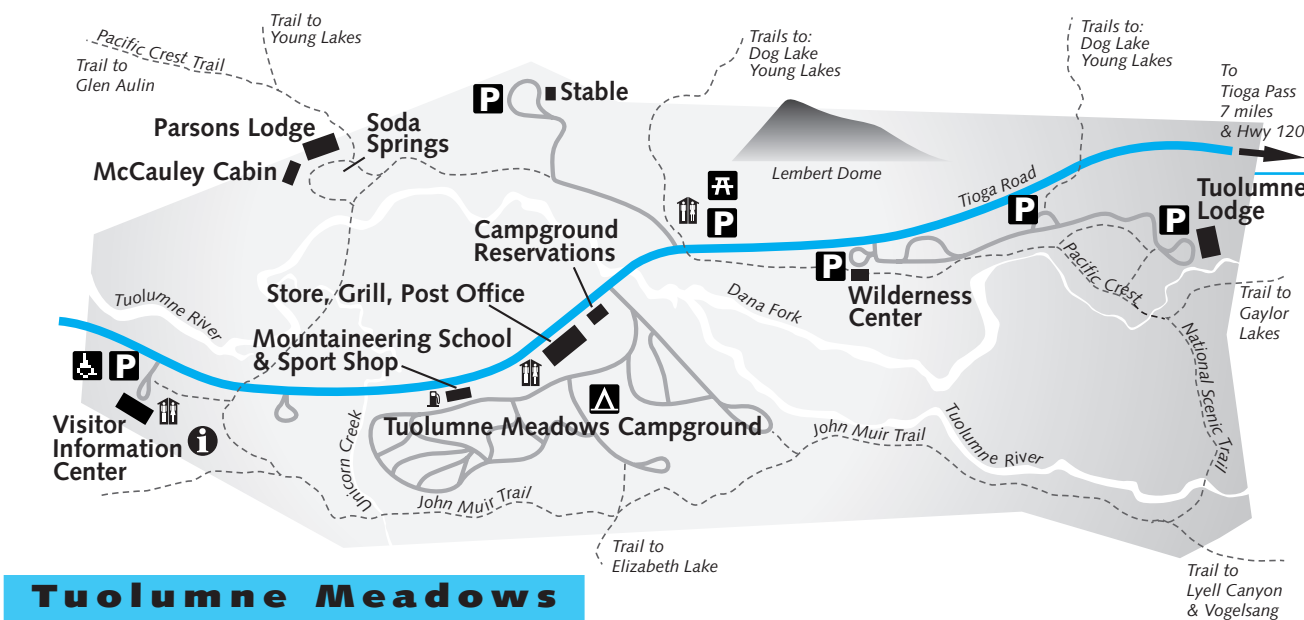 Trail to
Young Lakes
Pacific Crest Trail
Trail to
Glen Aulin
Trails to:
Dog Lake
Young Lakes
Trails to:
Dog Lake
Young Lakes
To
Tioga Pass
7 miles
& Hwy 120
P
Stable
Parsons Lodge
Soda
Springs
McCauley Cabin
Lembert Dome
Tioga Road
Tuolumne
Lodge
P
P
P
Campground
Reservations
P
Wilderness
Center
Pacific Crest
National Scenic Trail
Trail to
Gaylor
Lakes
Store, Grill, Post Office
Dana Fork
Tuolumne River
Mountaineering School
& Sport Shop
P
Visitor
Information
Center
i
Unicorn Creek
Tuolumne Meadows Campground
John Muir Trail
Tuolumne River
John Muir Trail
Trail to
Elizabeth Lake
Trail to
Lyell Canyon
& Vogelsang
Tuolumne Meadows